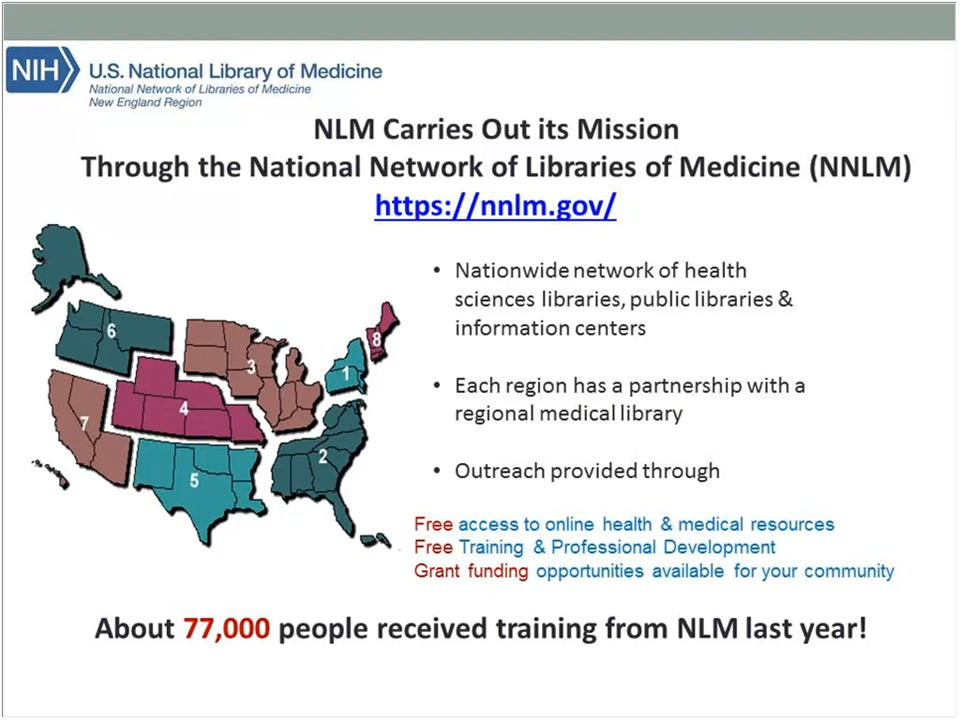 NIH
U.S. National Library of Medicine
National Network of Libraries of Medicine
New England Region
NLM Carries Out its Mission
Through the National Network of Libraries of Medicine (NNLM)
https://nnlm.gov/
• Nationwide network of health
sciences libraries, public libraries &
information centers
• Each region has a partnership with a
regional medical library
• Outreach provided through
6
8
3
1
4
7
2
5
Free access to online health & medical resources
Free Training & Professional Development
Grant funding opportunities available for your community
About 77,000 people received training from NLM last year!